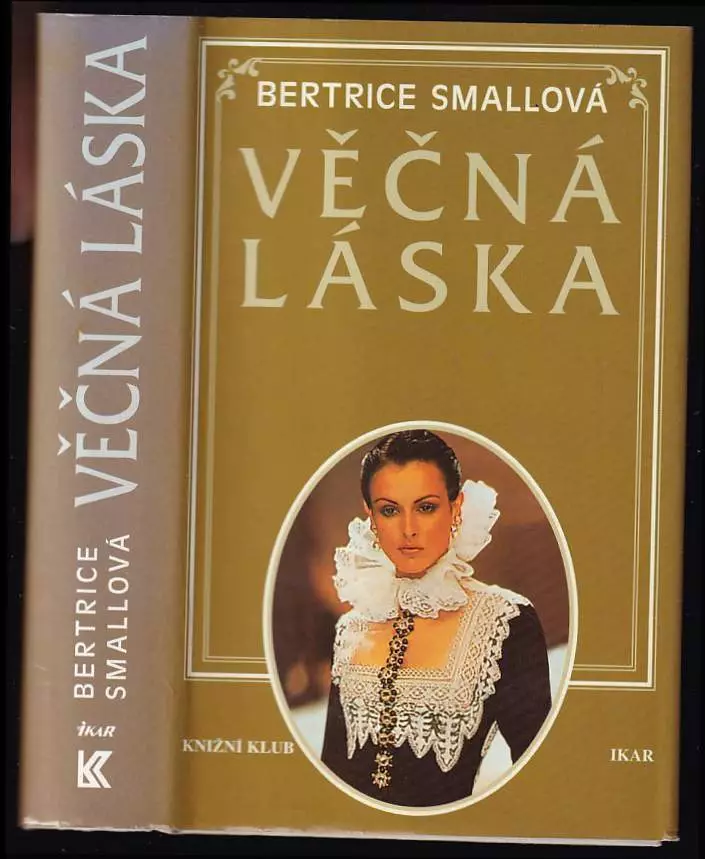 BERTRICE SMALLOVÁ
VĚČNÁ
LÁSKA
KNIŽNÍ KLUB
IKAR
VĚČNÁ LÁSKA
BERTRICE
SMALLOVÁ
IKAR
K